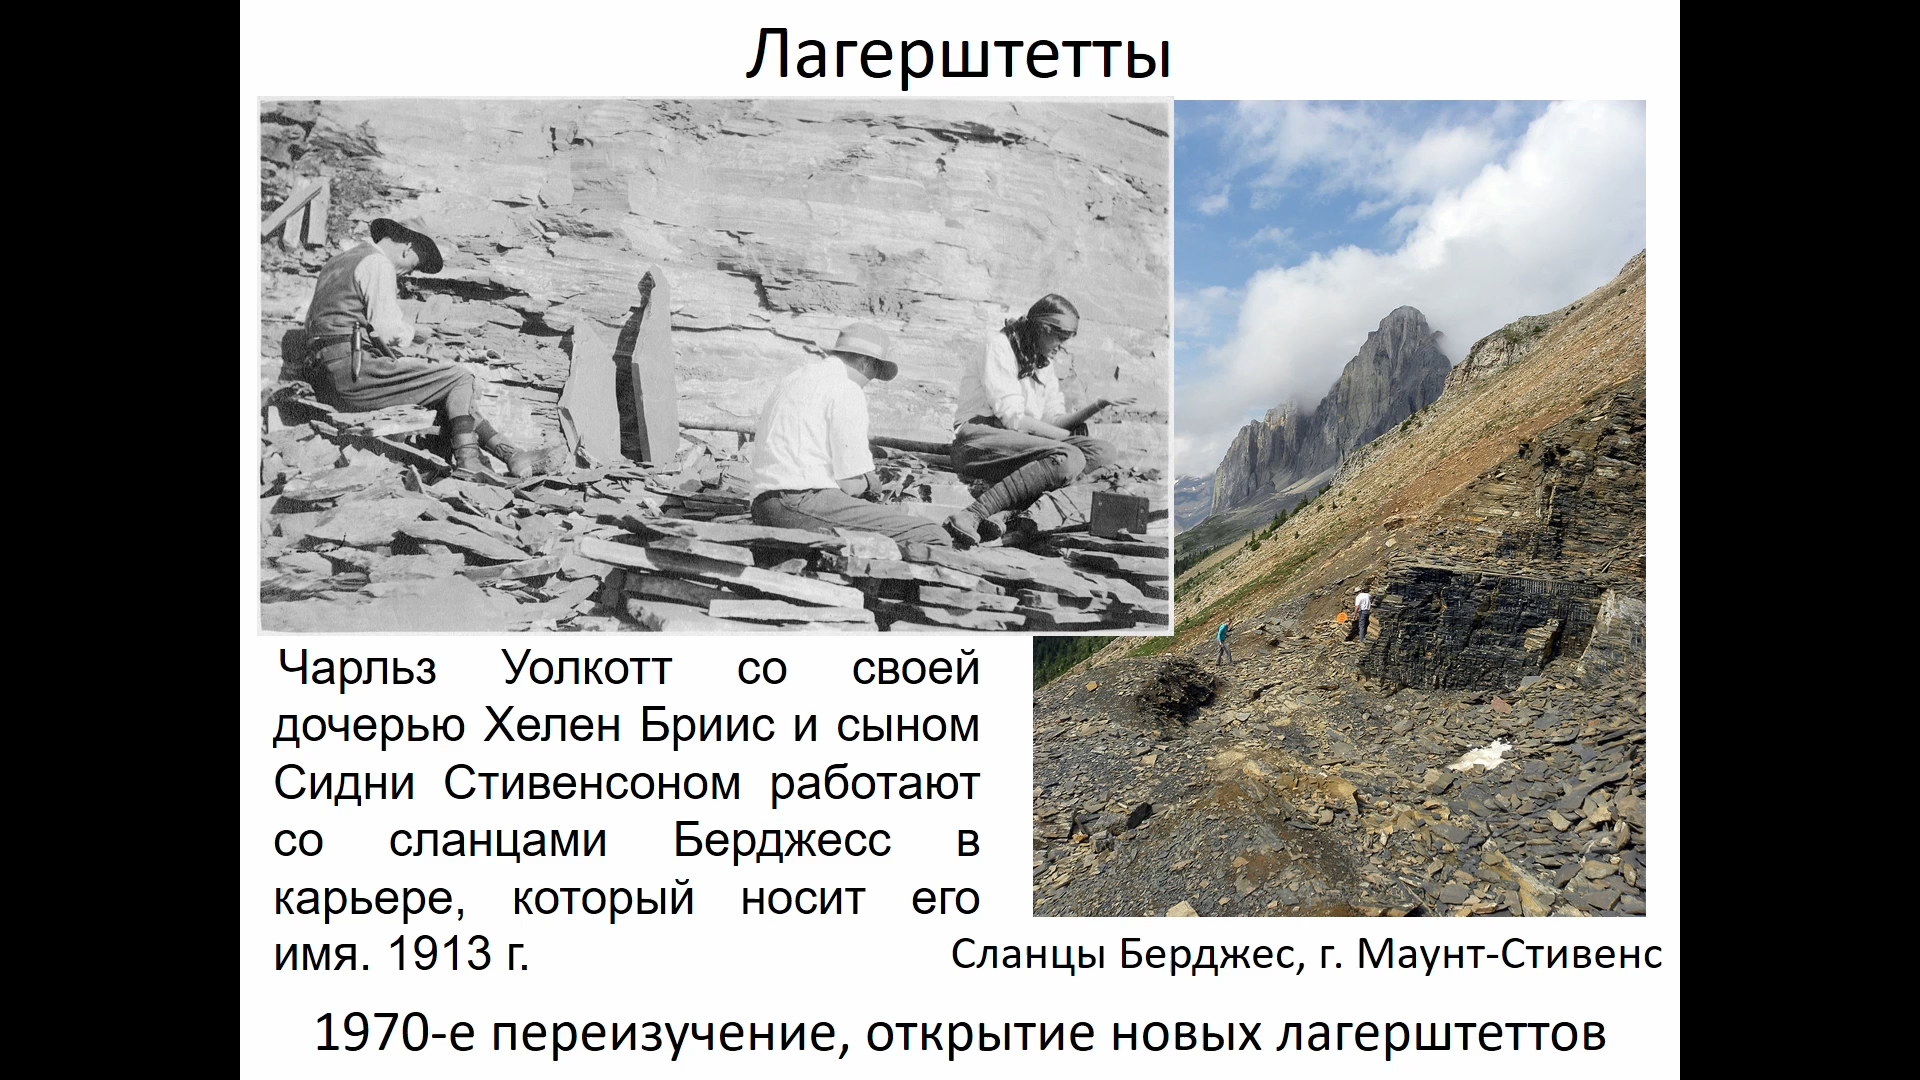 Лагерштетты
Чарльз Уолкотт со своей
дочерью Хелен Бриис и сыном
Сидни Стивенсоном работают
со сланцами Берджесс в
карьере, который носит его
имя. 1913 г.
Сланцы Берджес, г. Маунт-Стивенс
1970-е переизучение, открытие новых лагерштеттов